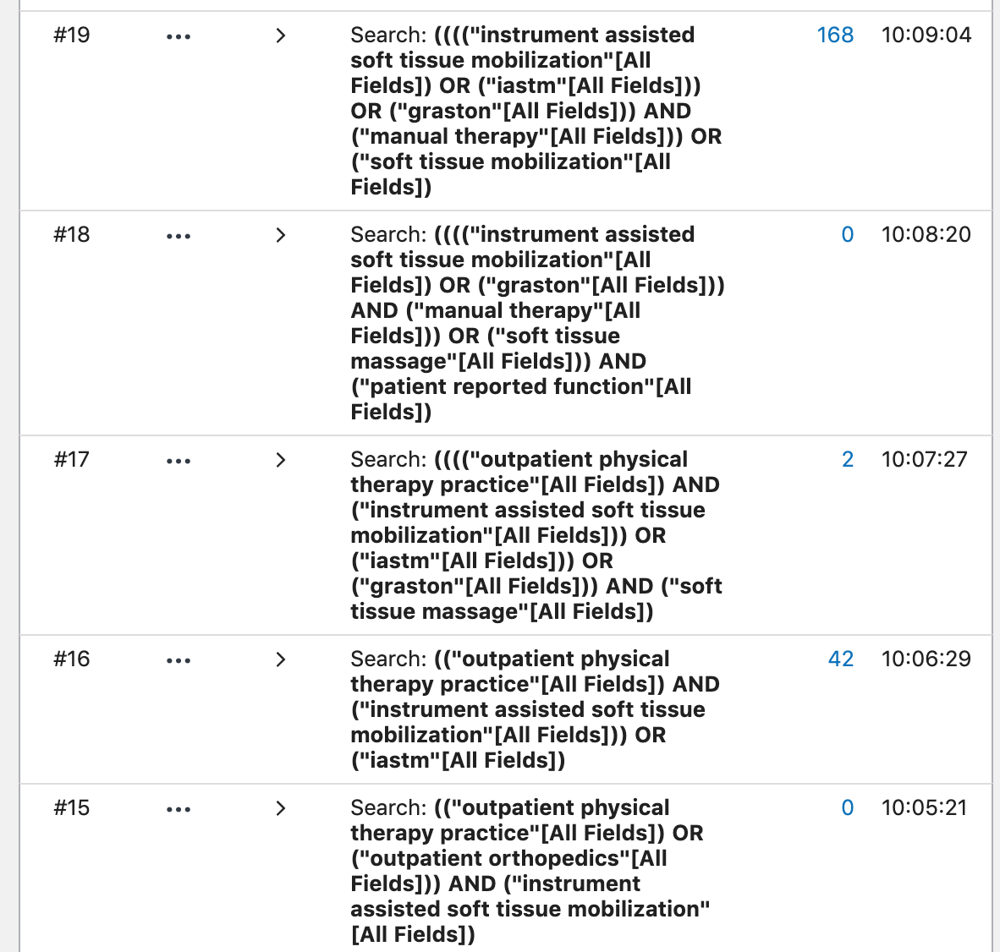 #19 ... > Search: (((("instrument assisted 168 10:09:04
soft tissue mobilization"[All
Fields]) OR ("iastm"[All Fields]))
OR ("graston"[All Fields])) AND
("manual therapy"[All Fields])) OR
("soft tissue mobilization"[All
Fields])
#18 ... > Search: (((("instrument assisted 0 10:08:20
soft tissue mobilization"[All
Fields]) OR ("graston"[All Fields]))
AND ("manual therapy"[All
Fields])) OR ("soft tissue
massage"[All Fields])) AND
("patient reported function"[All
Fields])
#17 ... > Search: (((("outpatient physical 2 10:07:27
therapy practice"[All Fields]) AND
("instrument assisted soft tissue
mobilization"[All Fields])) OR
("iastm"[All Fields])) OR
("graston"[All Fields])) AND ("soft
tissue massage"[All Fields])
#16 ... > Search: (("outpatient physical 42 10:06:29
therapy practice"[All Fields]) AND
("instrument assisted soft tissue
mobilization"[All Fields])) OR
("iastm"[All Fields])
#15 ... > Search: (("outpatient physical 0 10:05:21
therapy practice"[All Fields]) OR
("outpatient orthopedics"[All
Fields])) AND ("instrument
assisted soft tissue mobilization"
[All Fields])